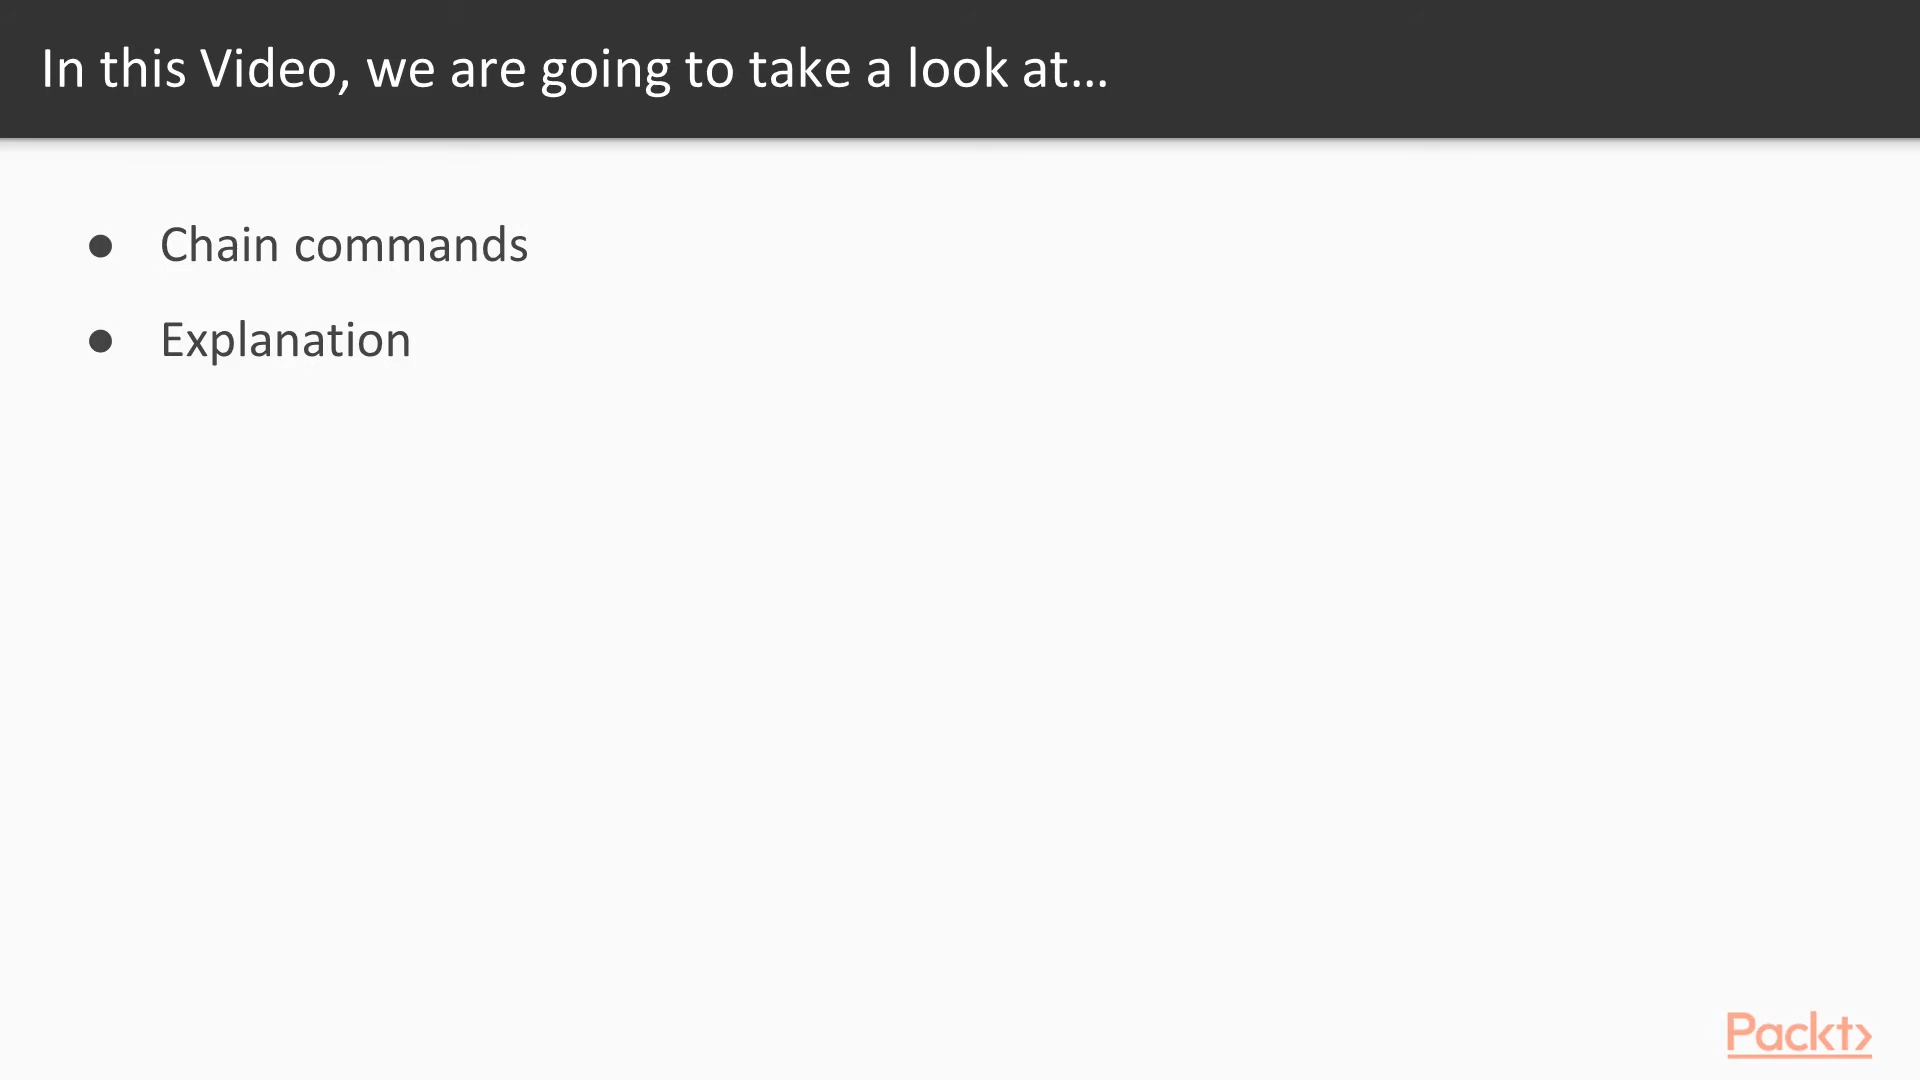 In this Video, we are going to take a look at...
● Chain commands
● Explanation
Packt>